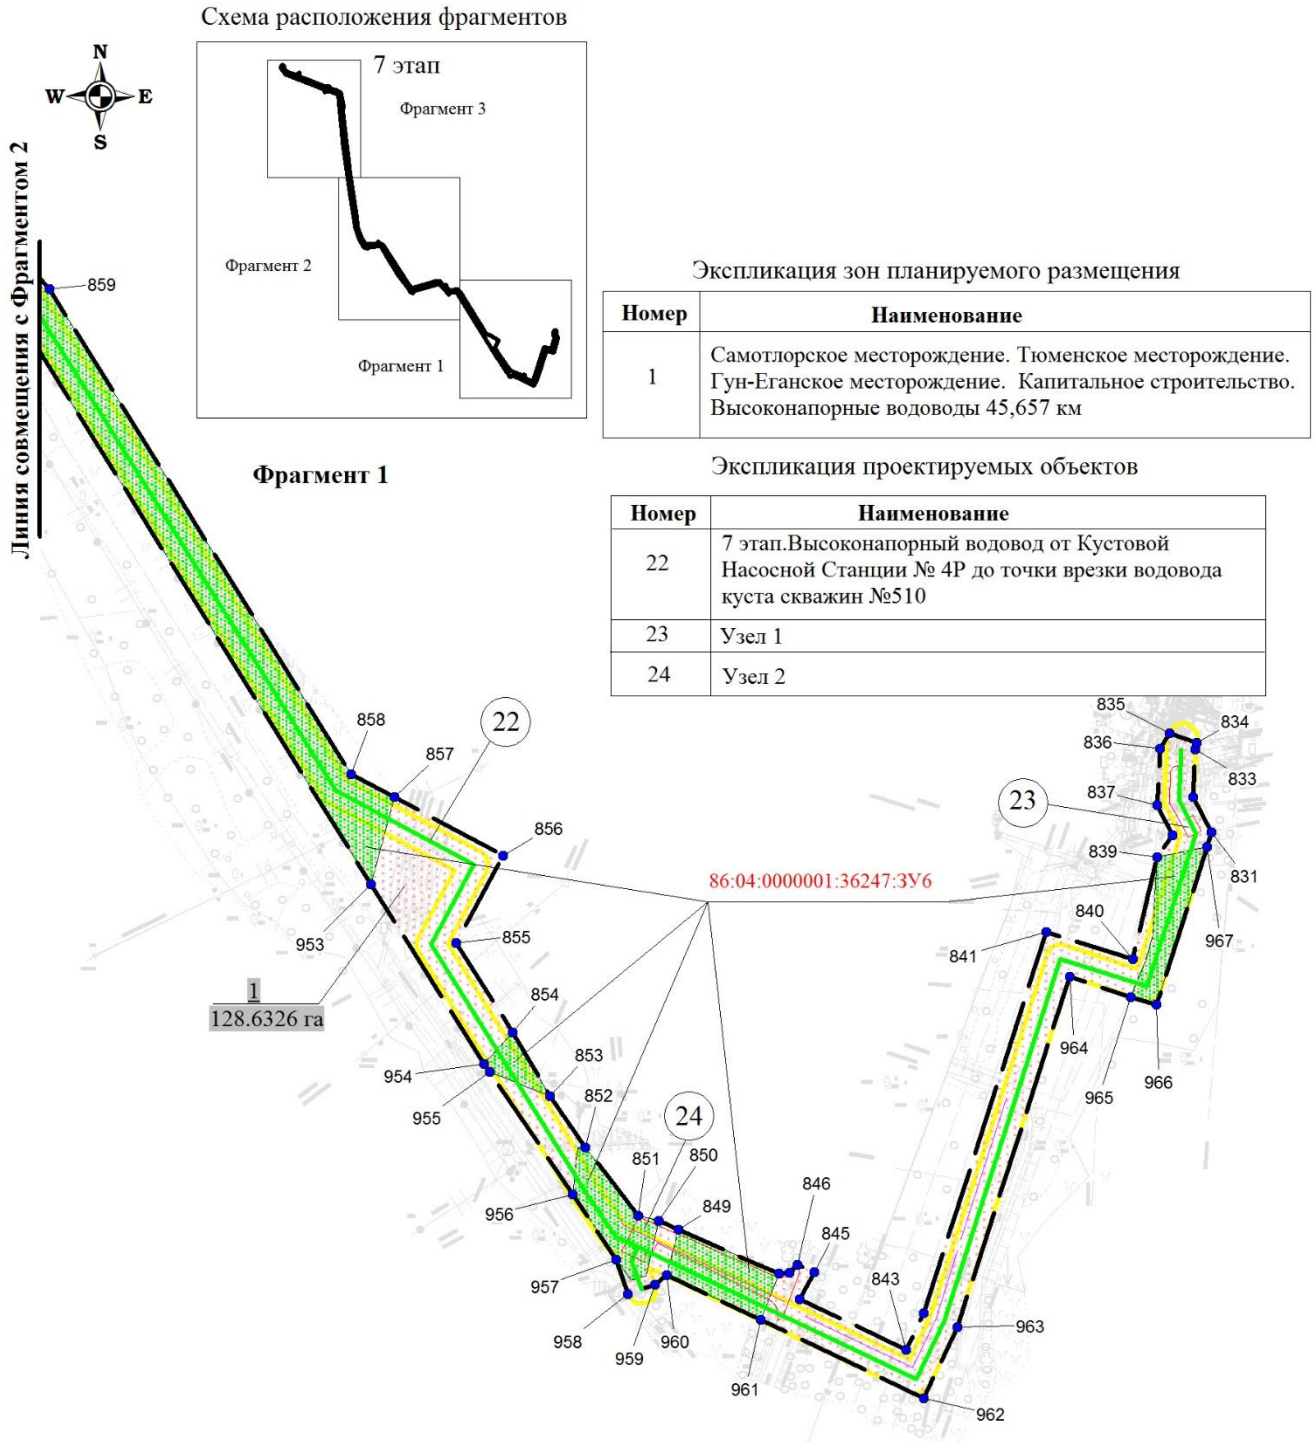 Схема расположения фрагментов
N
W E
S
7 этап
Фрагмент 3
Фрагмент 2
Фрагмент 1
Линия совмещения с Фрагментом 2
Экспликация зон планируемого размещения
Номер Наименование
1
Самотлорское месторождение. Тюменское месторождение.
Гун-Еганское месторождение. Капитальное строительство.
Высоконапорные водоводы 45,657 км
Фрагмент 1
Экспликация проектируемых объектов
Номер Наименование
22
7 этап.Высоконапорный водовод от Кустовой
Насосной Станции № 4Р до точки врезки водовода
куста скважин №510
23 Узел 1
24 Узел 2
859
858
857
22
856
953
855
1
128.6326 га
854
954
955
853
852
24
851
850
849
846
845
956
957
958
959
960
961
843
962
963
86:04:0000001:36247:ЗУ6
835
834
836
833
837
23
839
831
840
841
967
964
965
966